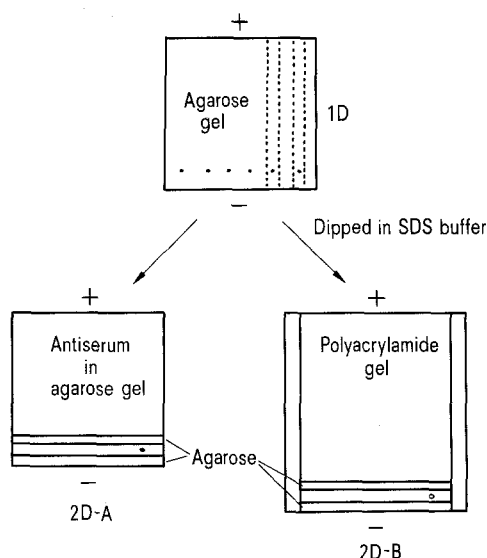 +
Agarose
gel
1D
−
Dipped in SDS buffer
+
Antiserum
in
agarose gel
−
2D-A
Agarose
+
Polyacrylamide
gel
−
2D-B